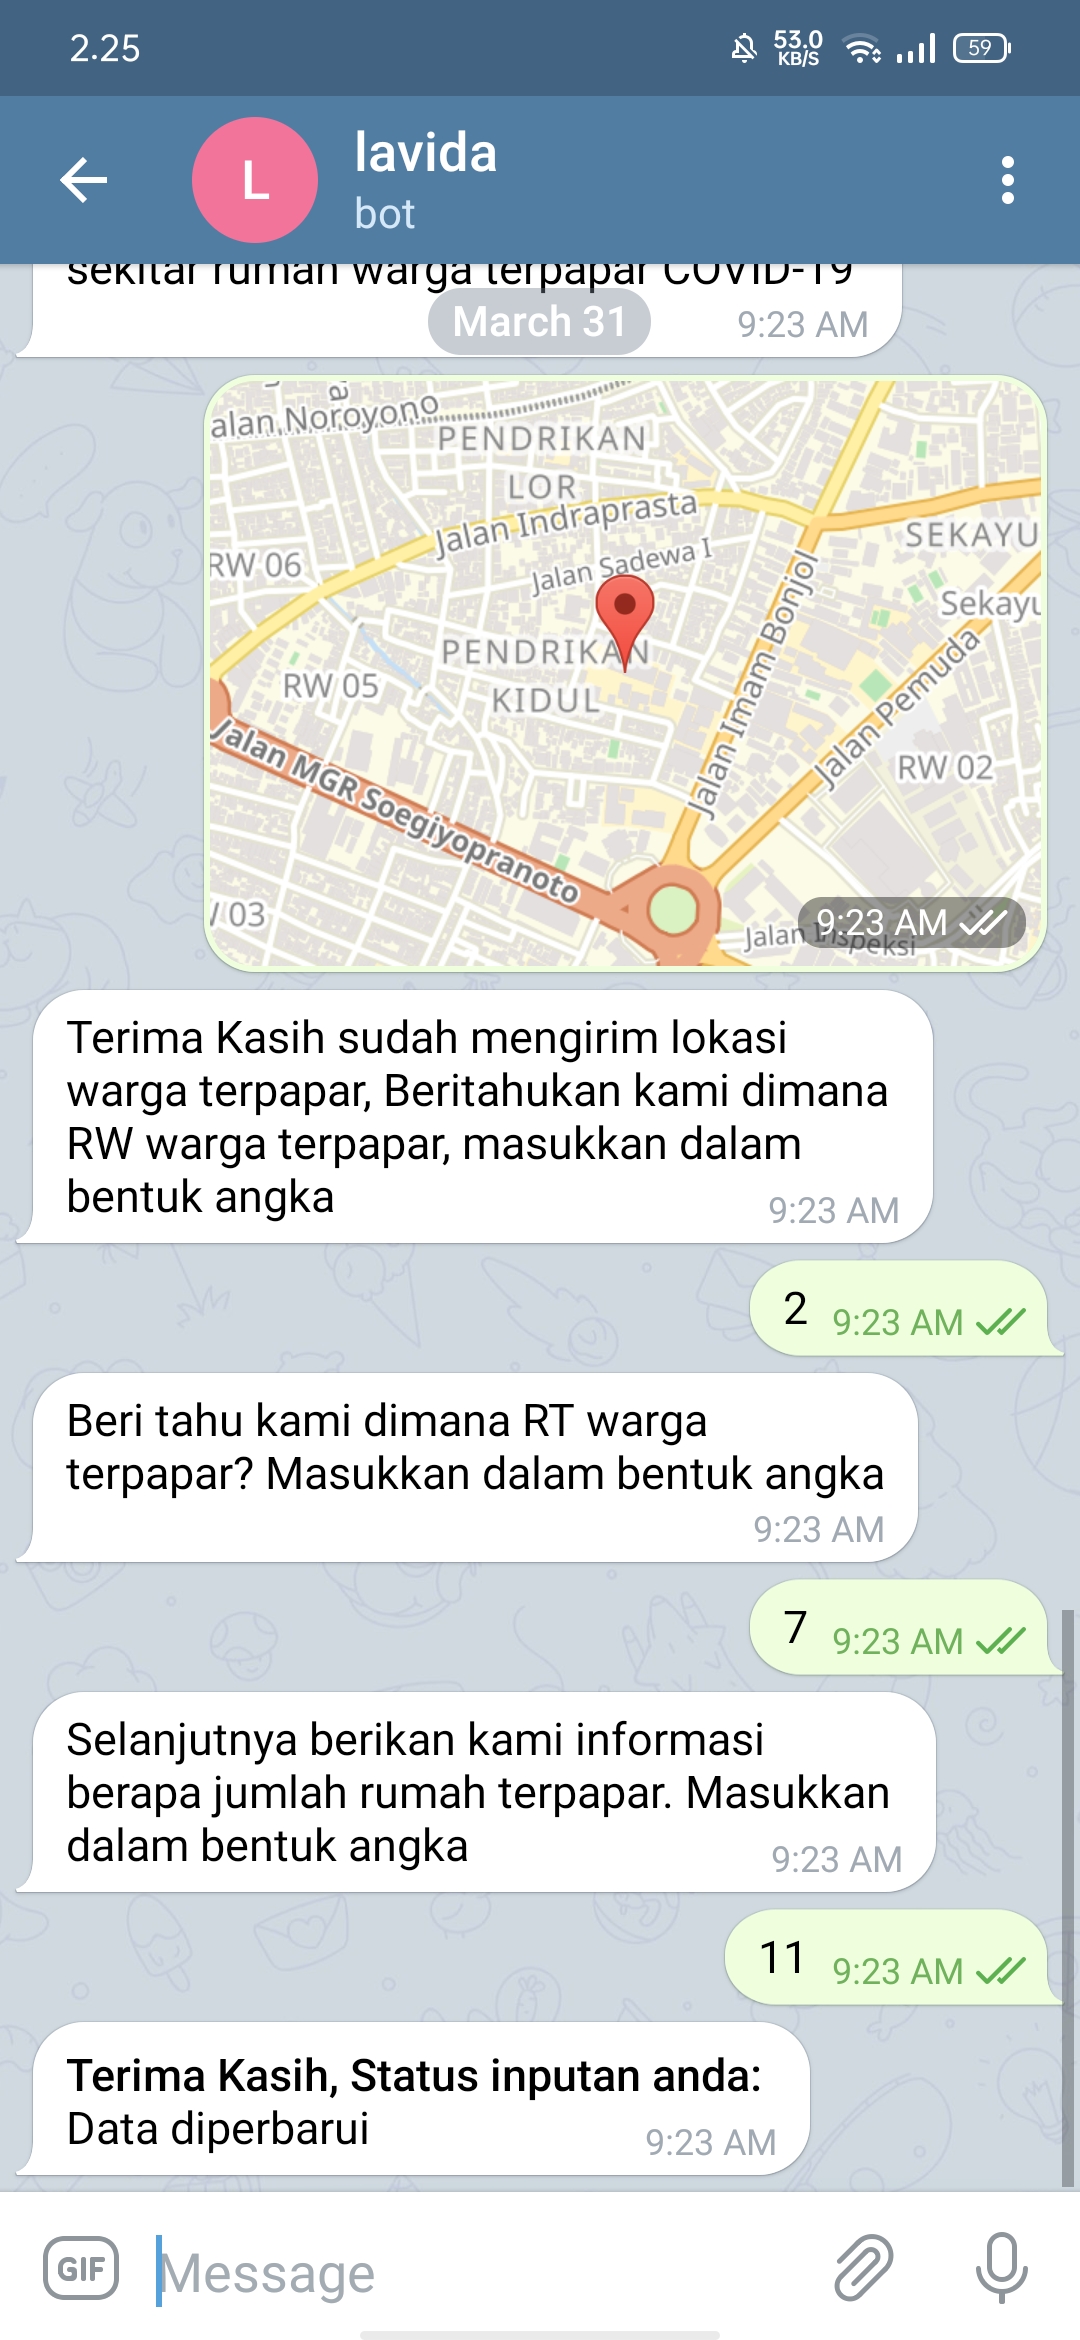 2.25
53.0
KB/S
59
L
lavida
bot
sekitar rumah warga terpapar COVID-19
9:23 AM
March 31
alan Noroyono
PENDRIKAN
LOR
Jalan Indraprasta
SEKAYU
RW 06
Jalan Sadewa I
Sekayu
PENDRIKAN
KIDUL
RW 05
Jalan Imam Bonjol
Jalan Pemuda
RW 02
Jalan MGR Soegiyopranoto
03
Jalan Inspeksi
9:23 AM
Terima Kasih sudah mengirim lokasi
warga terpapar, Beritahukan kami dimana
RW warga terpapar, masukkan dalam
bentuk angka
9:23 AM
2 9:23 AM
Beri tahu kami dimana RT warga
terpapar? Masukkan dalam bentuk angka
9:23 AM
7 9:23 AM
Selanjutnya berikan kami informasi
berapa jumlah rumah terpapar. Masukkan
dalam bentuk angka
9:23 AM
11 9:23 AM
Terima Kasih, Status inputan anda:
Data diperbarui
9:23 AM
GIF
Message